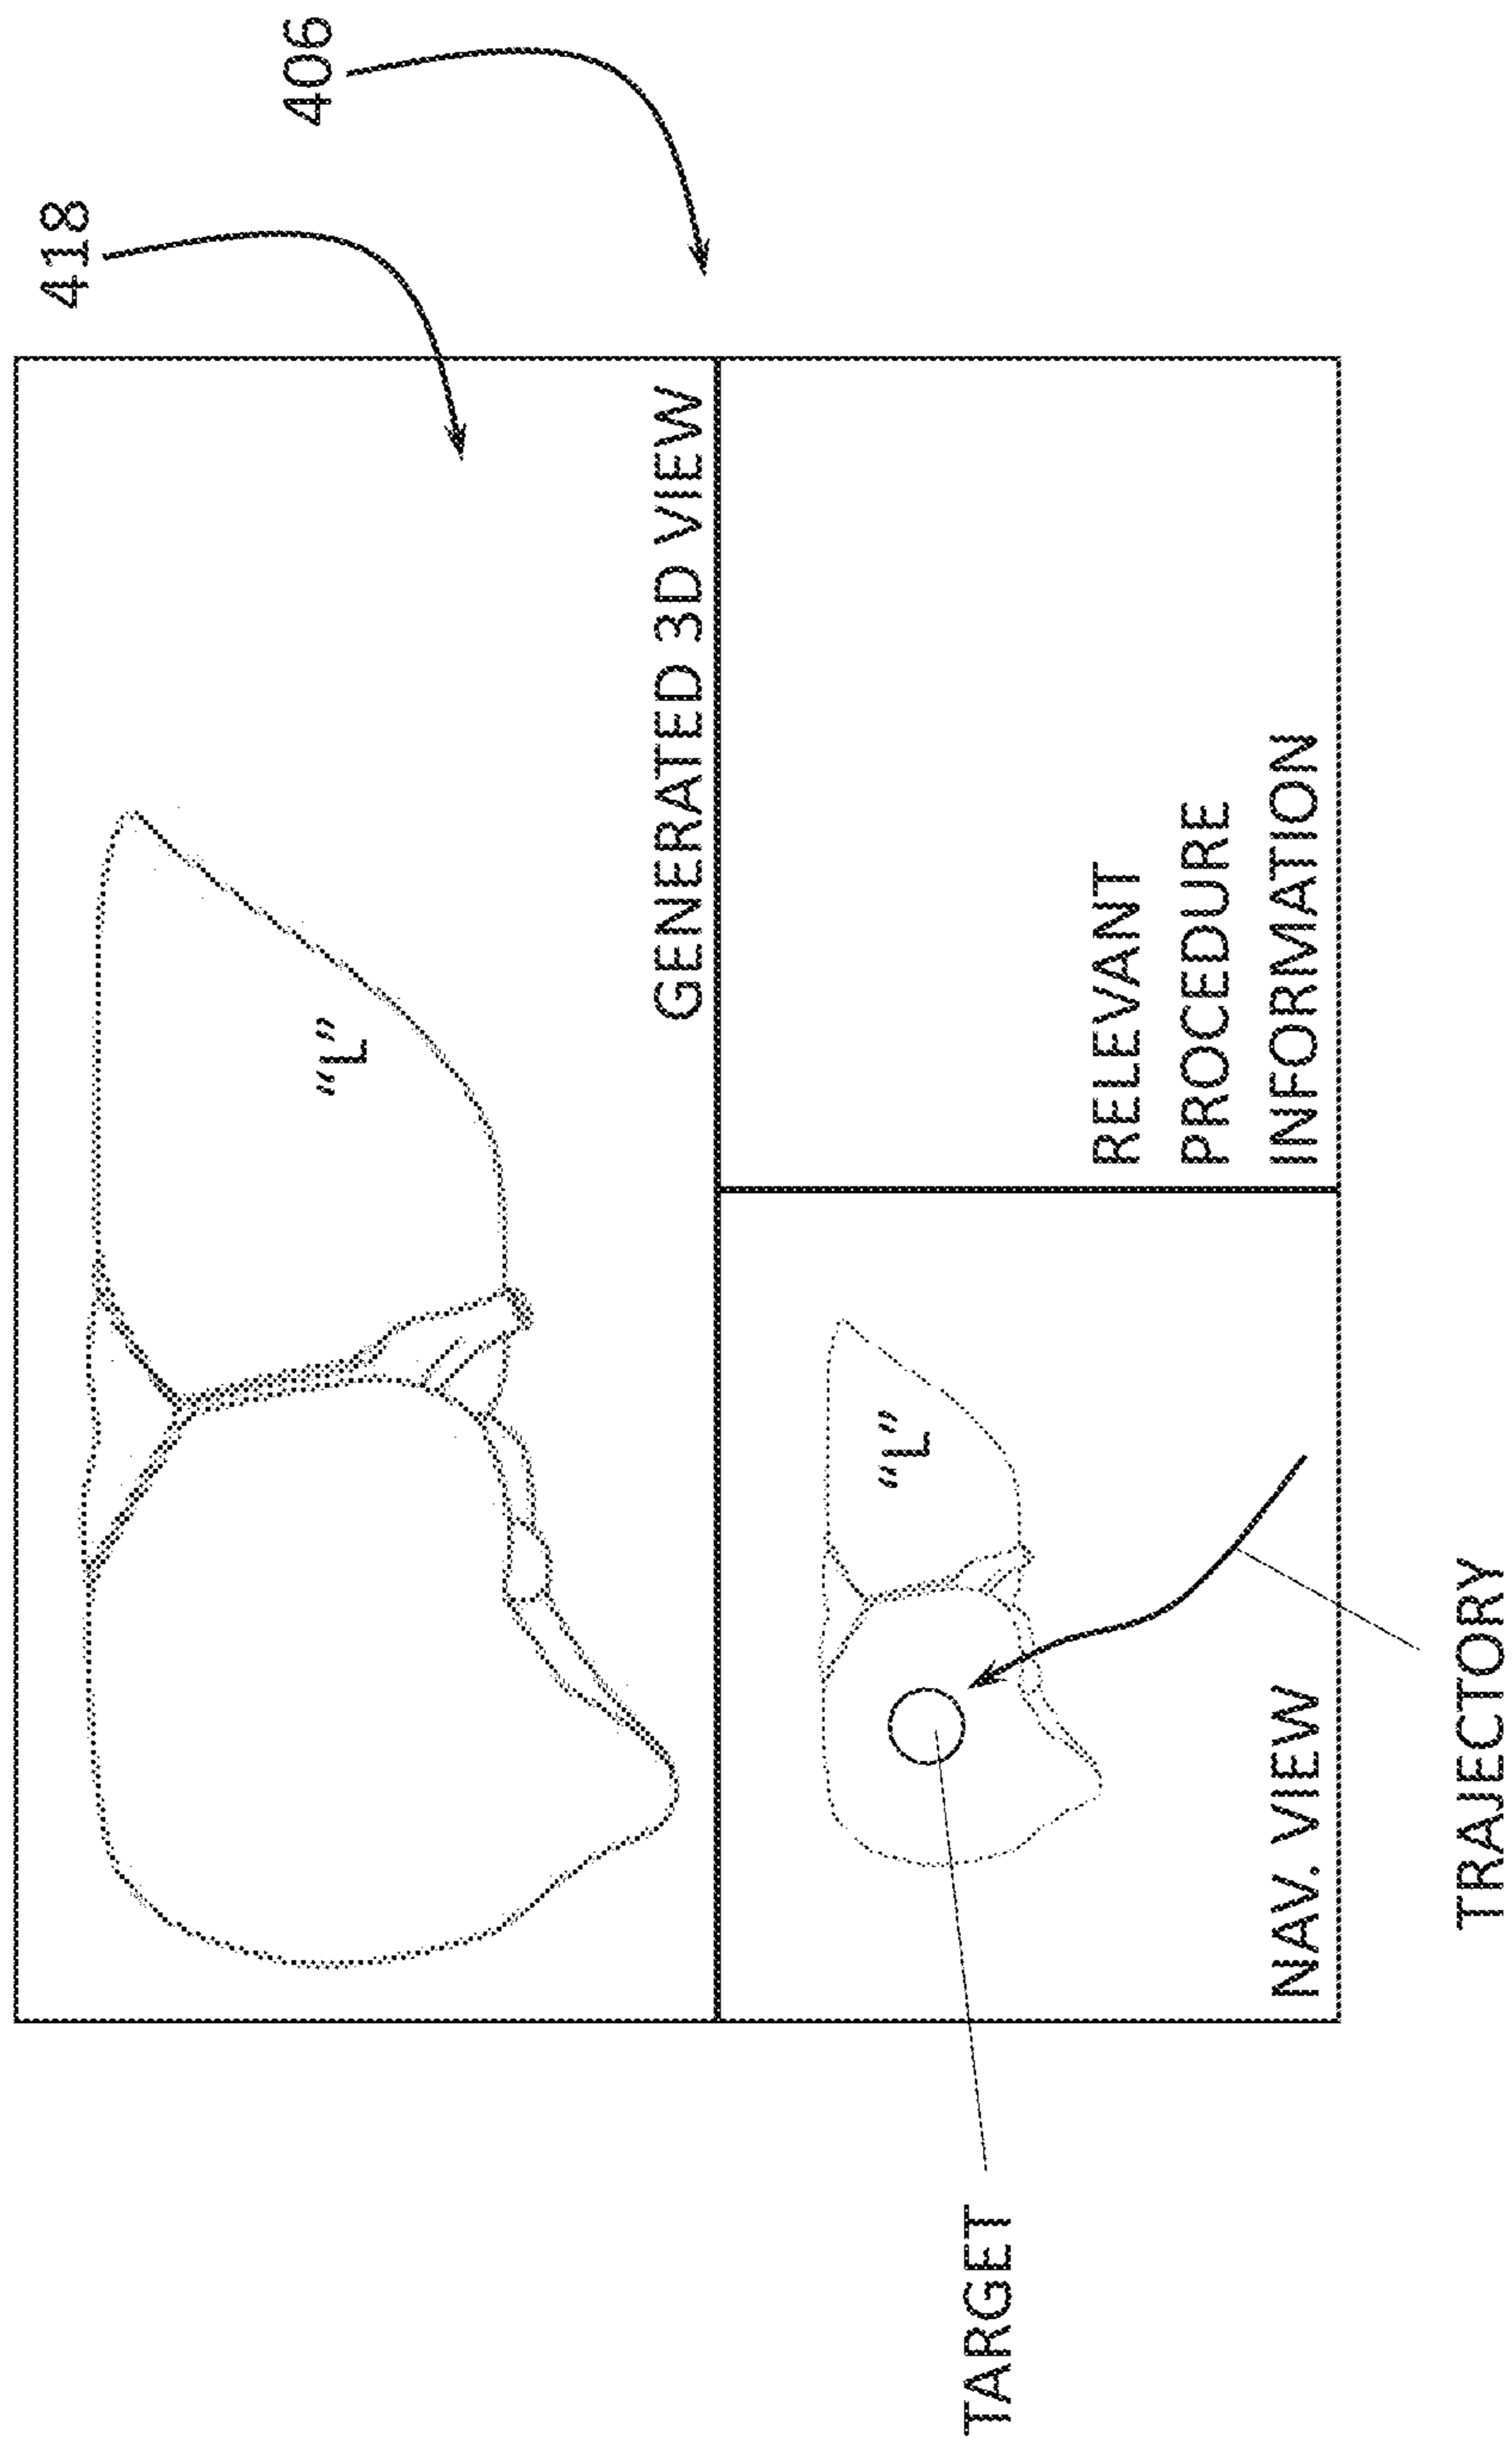 418
406
"L"
GENERATED 3D VIEW
"L"
NAV. VIEW
RELEVANT
PROCEDURE
INFORMATION
TARGET
TRAJECTORY